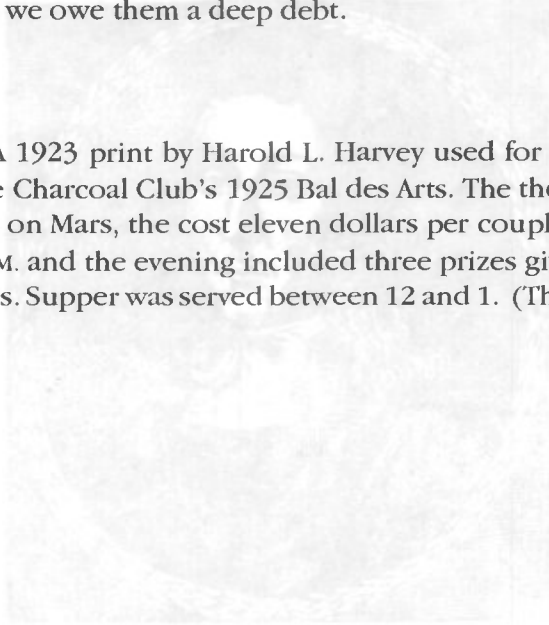 we owe them a deep debt.
1923 print by Harold L. Harvey used for
Charcoal Club's 1925 Bal des Arts. The
on Mars, the cost eleven dollars per
M. and the evening included three prizes
s. Supper was served between 12 and 1.